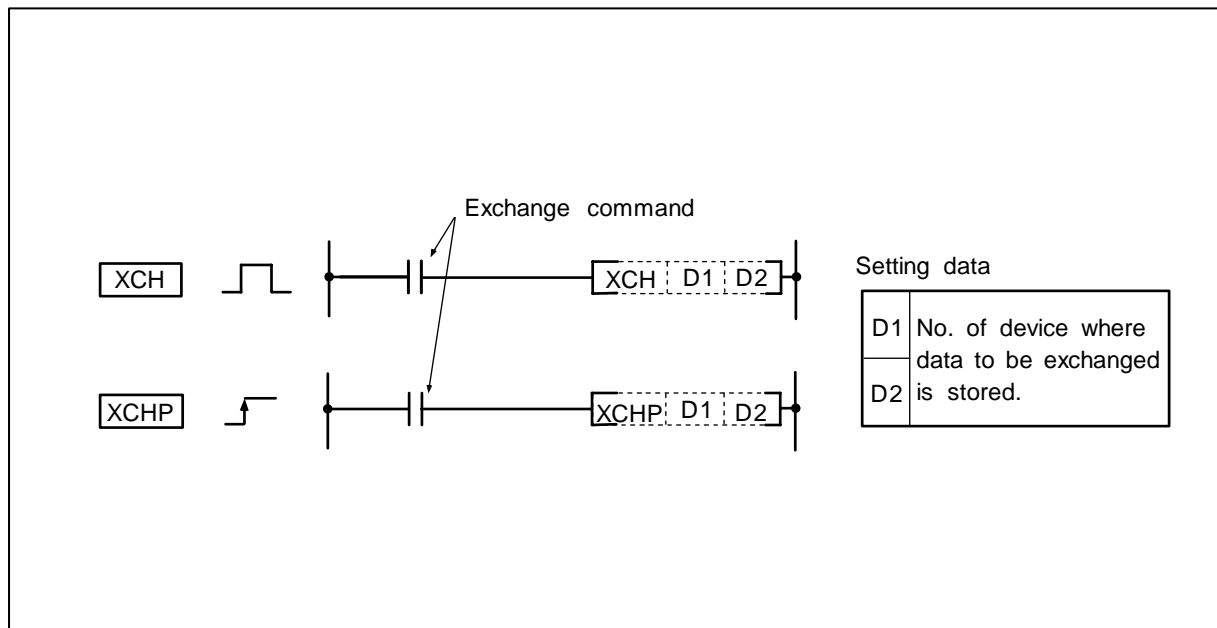 Exchange command
XCH
XCH D1 D2
XCHP
XCHP D1 D2
Setting data
D1
D2
No. of device where
data to be exchanged
is stored.